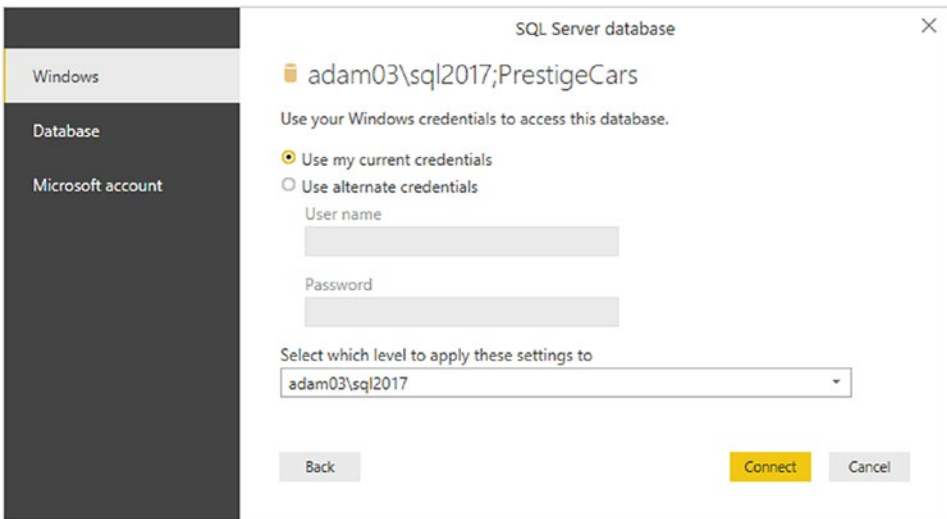 SQL Server database
Windows
Database
Microsoft account
adam03\sql2017;PrestigeCars
Use your Windows credentials to access this database.
Use my current credentials
Use alternate credentials
User name
Password
Select which level to apply these settings to
adam03\sql2017
Back
Connect
Cancel